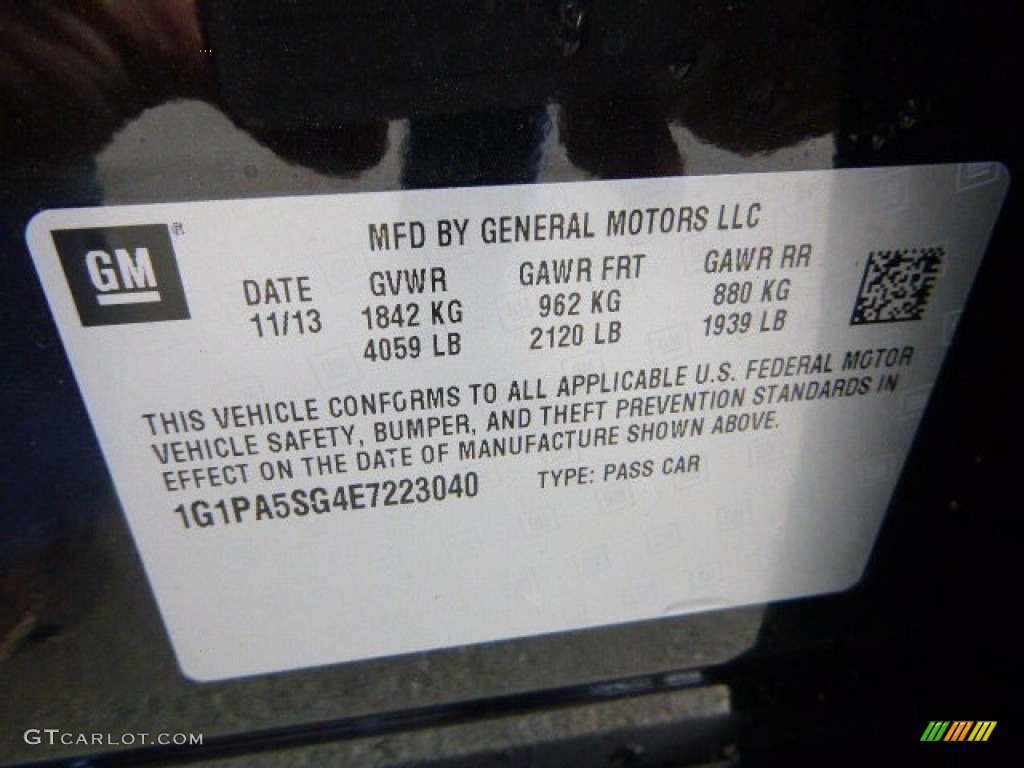 GM ®
MFD BY GENERAL MOTORS LLC
DATE GVWR GAWR FRT GAWR RR
11/13 1842 KG 962 KG 880 KG
4059 LB 2120 LB 1939 LB
THIS VEHICLE CONFORMS TO ALL APPLICABLE U.S. FEDERAL MOTOR
VEHICLE SAFETY, BUMPER, AND THEFT PREVENTION STANDARDS IN
EFFECT ON THE DATE OF MANUFACTURE SHOWN ABOVE.
1G1PA5SG4E7223040 TYPE: PASS CAR
GTCARLOT.COM